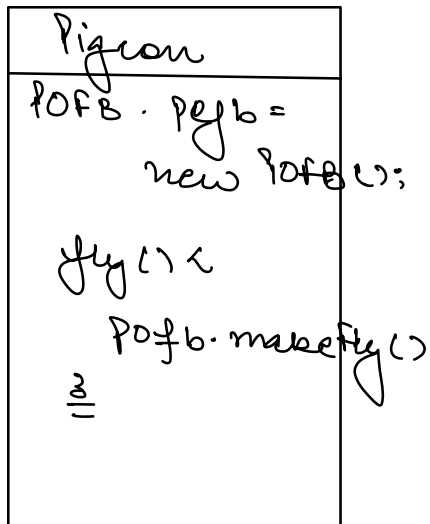 Pigeon
POFB. pofb =
new POFB();
fly() {
pofb.makeFly()
}